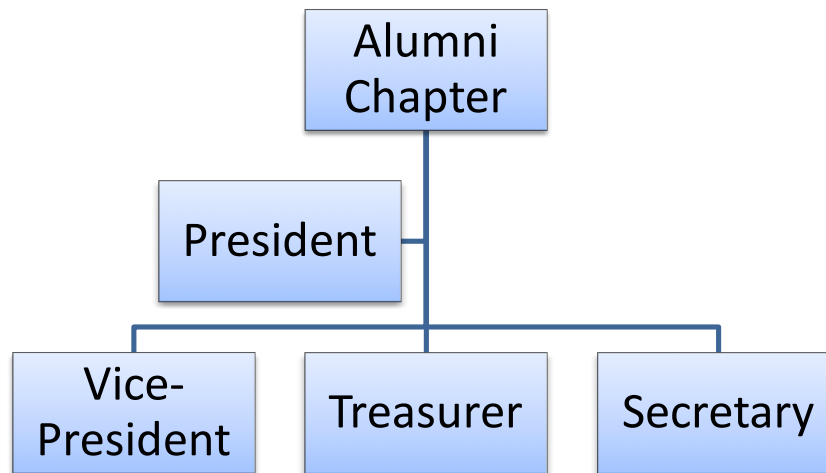 Alumni
Chapter
President
Vice-
President
Treasurer
Secretary